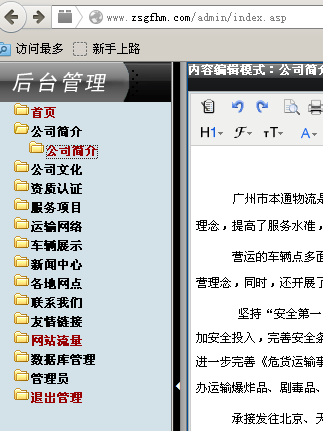 www.zsgfhm.com/admin/index.asp
访问最多 新手上路
后台管理
首页
公司简介
公司简介
公司文化
资质认证
服务项目
运输网络
车辆展示
新闻中心
各地网点
联系我们
友情链接
网站流量
数据库管理
管理员
退出管理
内容编辑模式：公司简介
H1 F TT A
广州市本通物流是
理念，提高了服务水准，
营运的车辆点多面
营理念，同时，还开展了
坚持“安全第一
加安全投入，完善安全条
进一步完善《危货运输事
办运输爆炸品、剧毒品、
承接发往北京、天